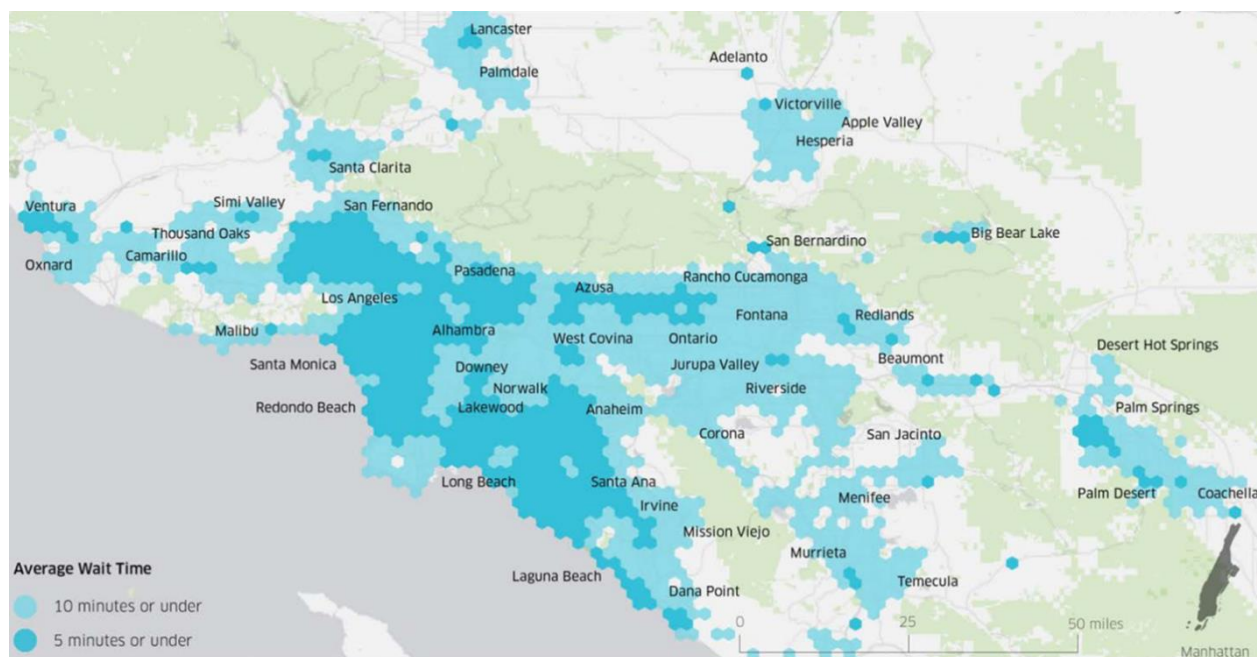 Lancaster
Palmdale
Adelanto
Victorville
Apple Valley
Hesperia
Santa Clarita
Ventura
Simi Valley
San Fernando
Thousand Oaks
Camarillo
Oxnard
San Bernardino
Big Bear Lake
Pasadena
Azusa
Rancho Cucamonga
Los Angeles
Fontana
Redlands
Malibu
Alhambra
West Covina
Ontario
Desert Hot Springs
Santa Monica
Downey
Jurupa Valley
Beaumont
Norwalk
Riverside
Redondo Beach
Lakewood
Anaheim
Palm Springs
Corona
San Jacinto
Long Beach
Santa Ana
Palm Desert
Coachella
Irvine
Menifee
Mission Viejo
Murrieta
Laguna Beach
Temecula
Dana Point
Average Wait Time
10 minutes or under
5 minutes or under
0 25 50 miles
Manhattan